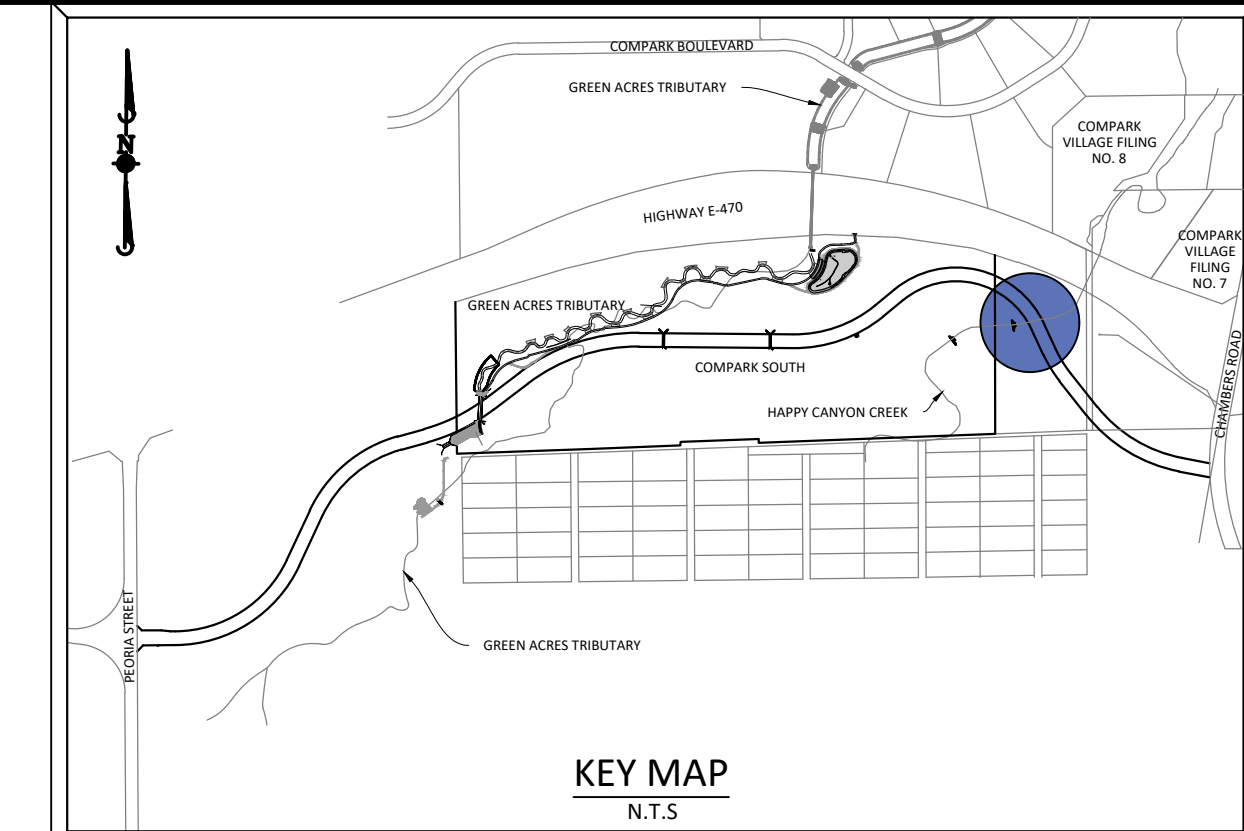 COMPARK BOULEVARD
GREEN ACRES TRIBUTARY
COMPARK
VILLAGE FILING
NO. 8
N
HIGHWAY E-470
COMPARK
VILLAGE
FILING
NO. 7
GREEN ACRES TRIBUTARY
COMPARK SOUTH
HAPPY CANYON CREEK
CHAMBERS ROAD
PEORIA STREET
GREEN ACRES TRIBUTARY
KEY MAP
N.T.S